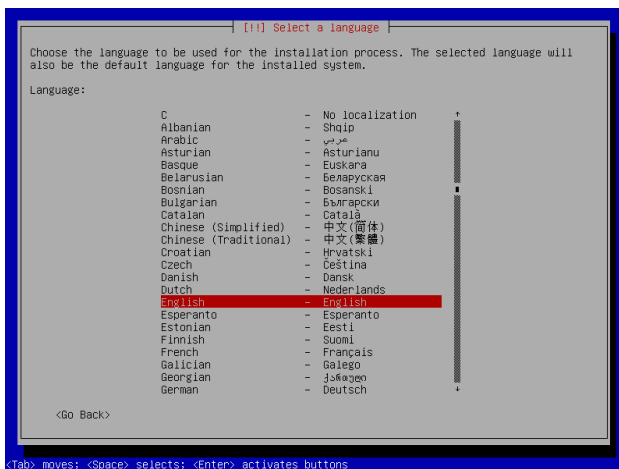 [!!] Select a language
Choose the language to be used for the installation process. The selected language will
also be the default language for the installed system.
Language:
C - No localization
Albanian - Shqip
Arabic - عربي
Asturian - Asturianu
Basque - Euskara
Belarusian - Беларуская
Bosnian - Bosanski
Bulgarian - Български
Catalan - Català
Chinese (Simplified) - 中文(简体)
Chinese (Traditional) - 中文(繁體)
Croatian - Hrvatski
Czech - Čeština
Danish - Dansk
Dutch - Nederlands
English - English
Esperanto - Esperanto
Estonian - Eesti
Finnish - Suomi
French - Français
Galician - Galego
Georgian - ქართული
German - Deutsch
<Go Back>
<Tab> moves; <Space> selects; <Enter> activates buttons